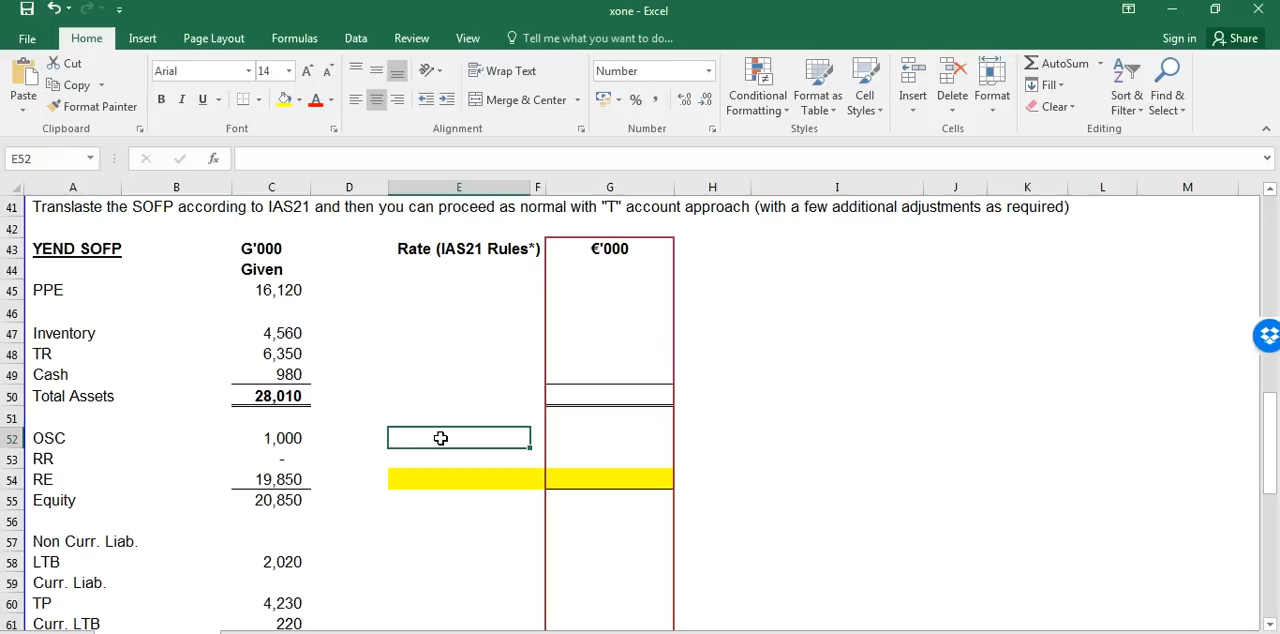 xone - Excel
File Home Insert Page Layout Formulas Data Review View Tell me what you want to do... Sign in Share
Cut Arial 14 Wrap Text Number AutoSum
Copy Fill
Paste Format Painter B I U Merge & Center % Conditional Formatting Format as Table Cell Styles Insert Delete Format Clear Sort & Filter Find & Select
Clipboard Font Alignment Number Styles Cells Editing
E52 fx
A B C D E F G H I J K L M
41 Translaste the SOFP according to IAS21 and then you can proceed as normal with "T" account approach (with a few additional adjustments as required)
42
43 YEND SOFP G'000 Rate (IAS21 Rules*) €'000
44 Given
45 PPE 16,120
46
47 Inventory 4,560
48 TR 6,350
49 Cash 980
50 Total Assets 28,010
51
52 OSC 1,000
53 RR -
54 RE 19,850
55 Equity 20,850
56
57 Non Curr. Liab.
58 LTB 2,020
59 Curr. Liab.
60 TP 4,230
61 Curr. LTB 220